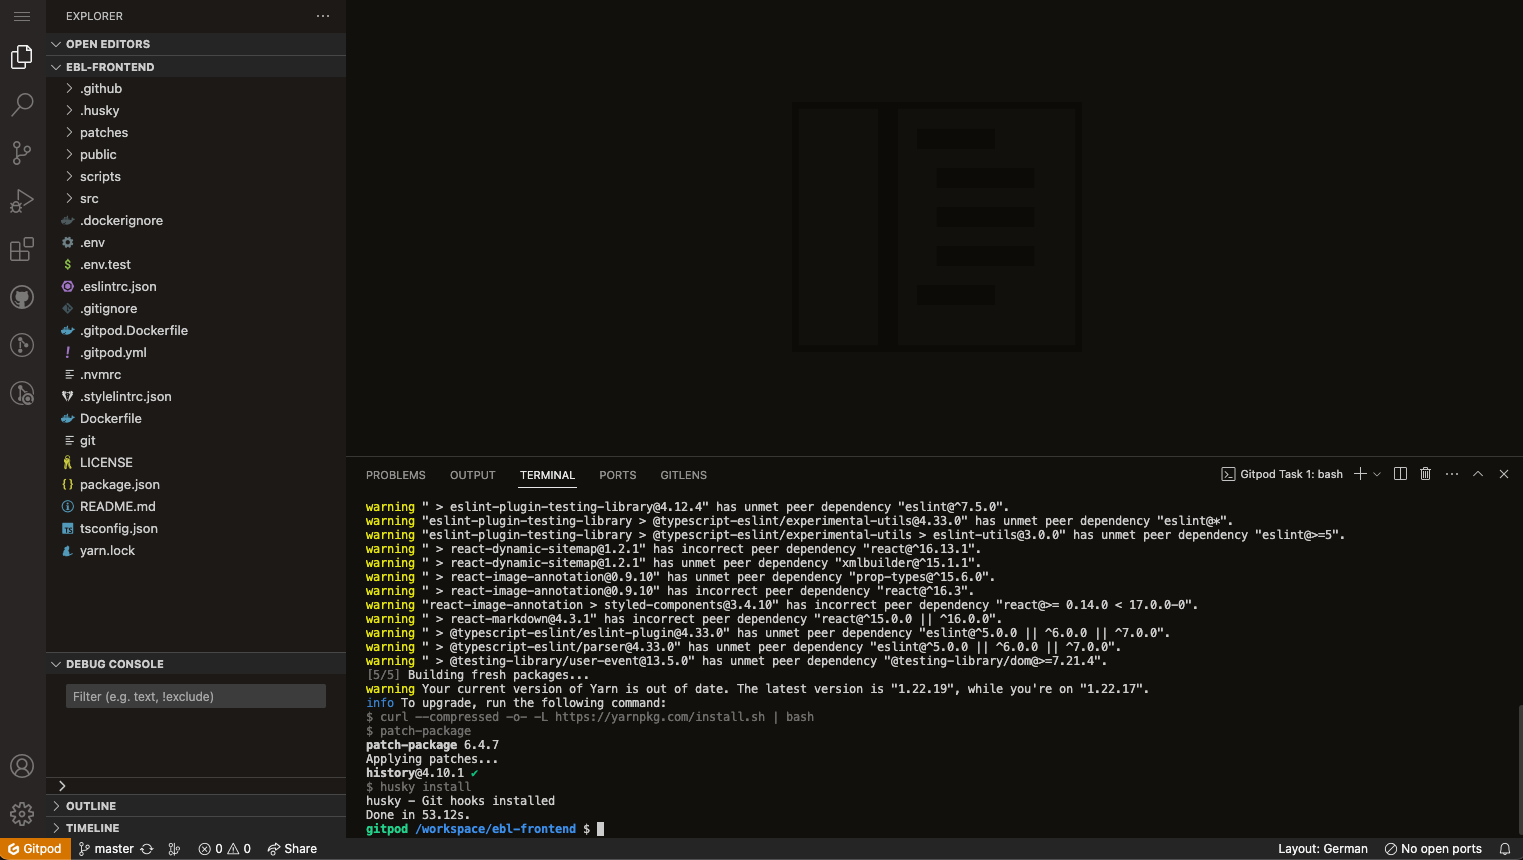 EXPLORER
OPEN EDITORS
EBL-FRONTEND
.github
.husky
patches
public
scripts
src
.dockerignore
.env
$ .env.test
.eslintrc.json
.gitignore
.gitpod.Dockerfile
! .gitpod.yml
.nvmrc
.stylelintrc.json
Dockerfile
git
LICENSE
{} package.json
README.md
TS tsconfig.json
yarn.lock
DEBUG CONSOLE
Filter (e.g. text, !exclude)
OUTLINE
TIMELINE
PROBLEMS OUTPUT TERMINAL PORTS GITLENS
Gitpod Task 1: bash
warning " > eslint-plugin-testing-library@4.12.4" has unmet peer dependency "eslint@^7.5.0".
warning "eslint-plugin-testing-library > @typescript-eslint/experimental-utils@4.33.0" has unmet peer dependency "eslint@*".
warning "eslint-plugin-testing-library > @typescript-eslint/experimental-utils > eslint-utils@3.0.0" has unmet peer dependency "eslint@>=5".
warning " > react-dynamic-sitemap@1.2.1" has incorrect peer dependency "react@^16.13.1".
warning " > react-dynamic-sitemap@1.2.1" has unmet peer dependency "xmlbuilder@^15.1.1".
warning " > react-image-annotation@0.9.10" has unmet peer dependency "prop-types@^15.6.0".
warning " > react-image-annotation@0.9.10" has incorrect peer dependency "react@^16.3".
warning "react-image-annotation > styled-components@3.4.10" has incorrect peer dependency "react@>= 0.14.0 < 17.0.0-0".
warning " > react-markdown@4.3.1" has incorrect peer dependency "react@^15.0.0 || ^16.0.0".
warning " > @typescript-eslint/eslint-plugin@4.33.0" has unmet peer dependency "eslint@^5.0.0 || ^6.0.0 || ^7.0.0".
warning " > @typescript-eslint/parser@4.33.0" has unmet peer dependency "eslint@^5.0.0 || ^6.0.0 || ^7.0.0".
warning " > @testing-library/user-event@13.5.0" has unmet peer dependency "@testing-library/dom@>=7.21.4".
[5/5] Building fresh packages...
warning Your current version of Yarn is out of date. The latest version is "1.22.19", while you're on "1.22.17".
info To upgrade, run the following command:
$ curl --compressed -o- -L https://yarnpkg.com/install.sh | bash
$ patch-package
patch-package 6.4.7
Applying patches...
history@4.10.1 ✔
$ husky install
husky - Git hooks installed
Done in 53.12s.
gitpod /workspace/ebl-frontend $
Gitpod master 0 0 Share Layout: German No open ports